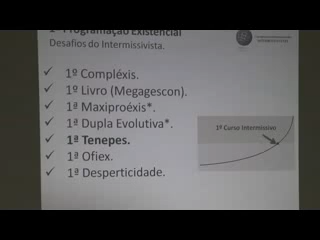 1ª Programação Existencial
Desafios do Intermissivista.
✓ 1º Compléxis.
✓ 1º Livro (Megagescon).
✓ 1ª Maxiproéxis*.
✓ 1ª Dupla Evolutiva*.
✓ 1ª Tenepes.
✓ 1ª Ofiex.
✓ 1ª Desperticidade.
1º Curso Intermissivo